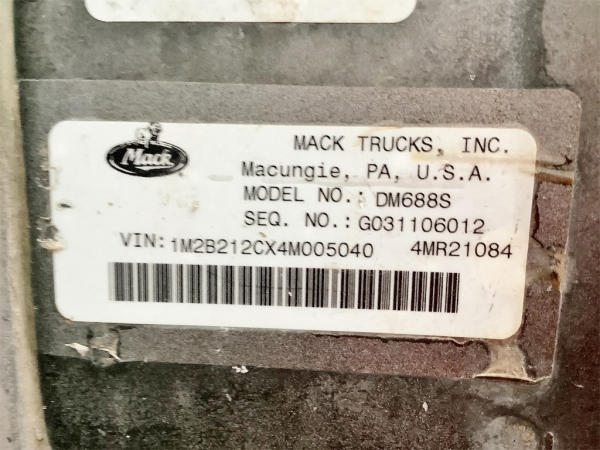 Mack
MACK TRUCKS, INC.
Macungie, PA, U.S.A.
MODEL NO.: DM688S
SEQ. NO.: G031106012
VIN: 1M2B212CX4M005040 4MR21084